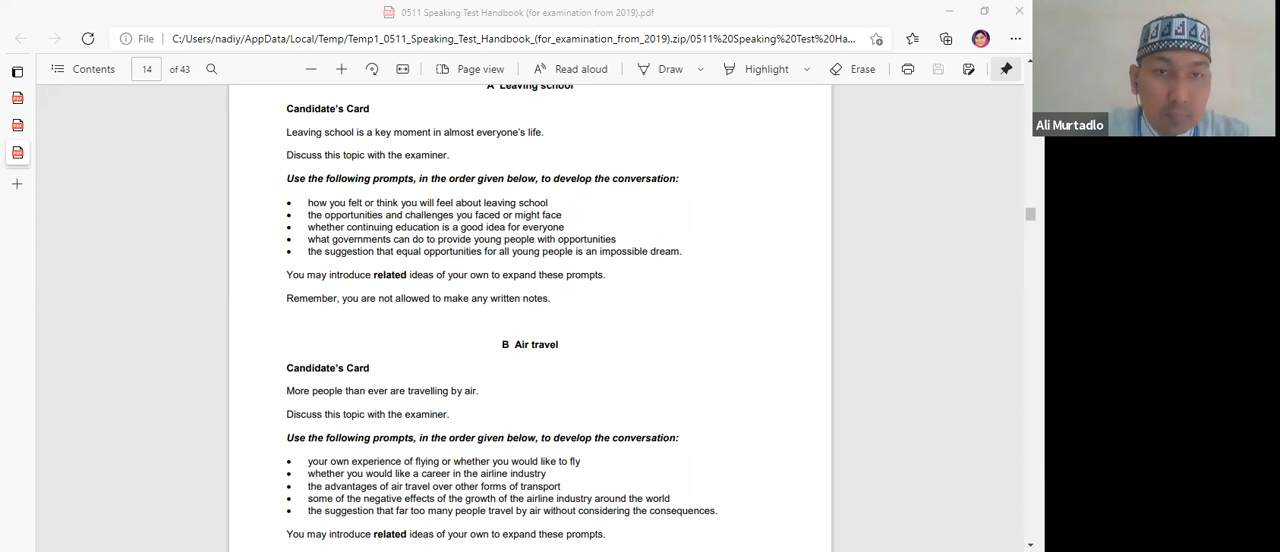 0511 Speaking Test Handbook (for examination from 2019).pdf
File C:/Users/nadiy/AppData/Local/Temp/Temp1_0511_Speaking_Test_Handbook_(for_examination_from_2019).zip/0511%20Speaking%20Test%20Ha...
Contents 14 of 43 Page view Read aloud Draw Highlight Erase
A Leaving school
Candidate's Card
Leaving school is a key moment in almost everyone's life.
Discuss this topic with the examiner.
Use the following prompts, in the order given below, to develop the conversation:
• how you felt or think you will feel about leaving school
• the opportunities and challenges you faced or might face
• whether continuing education is a good idea for everyone
• what governments can do to provide young people with opportunities
• the suggestion that equal opportunities for all young people is an impossible dream.
You may introduce related ideas of your own to expand these prompts.
Remember, you are not allowed to make any written notes.
B Air travel
Candidate's Card
More people than ever are travelling by air.
Discuss this topic with the examiner.
Use the following prompts, in the order given below, to develop the conversation:
• your own experience of flying or whether you would like to fly
• whether you would like a career in the airline industry
• the advantages of air travel over other forms of transport
• some of the negative effects of the growth of the airline industry around the world
• the suggestion that far too many people travel by air without considering the consequences.
You may introduce related ideas of your own to expand these prompts.
Ali Murtadlo